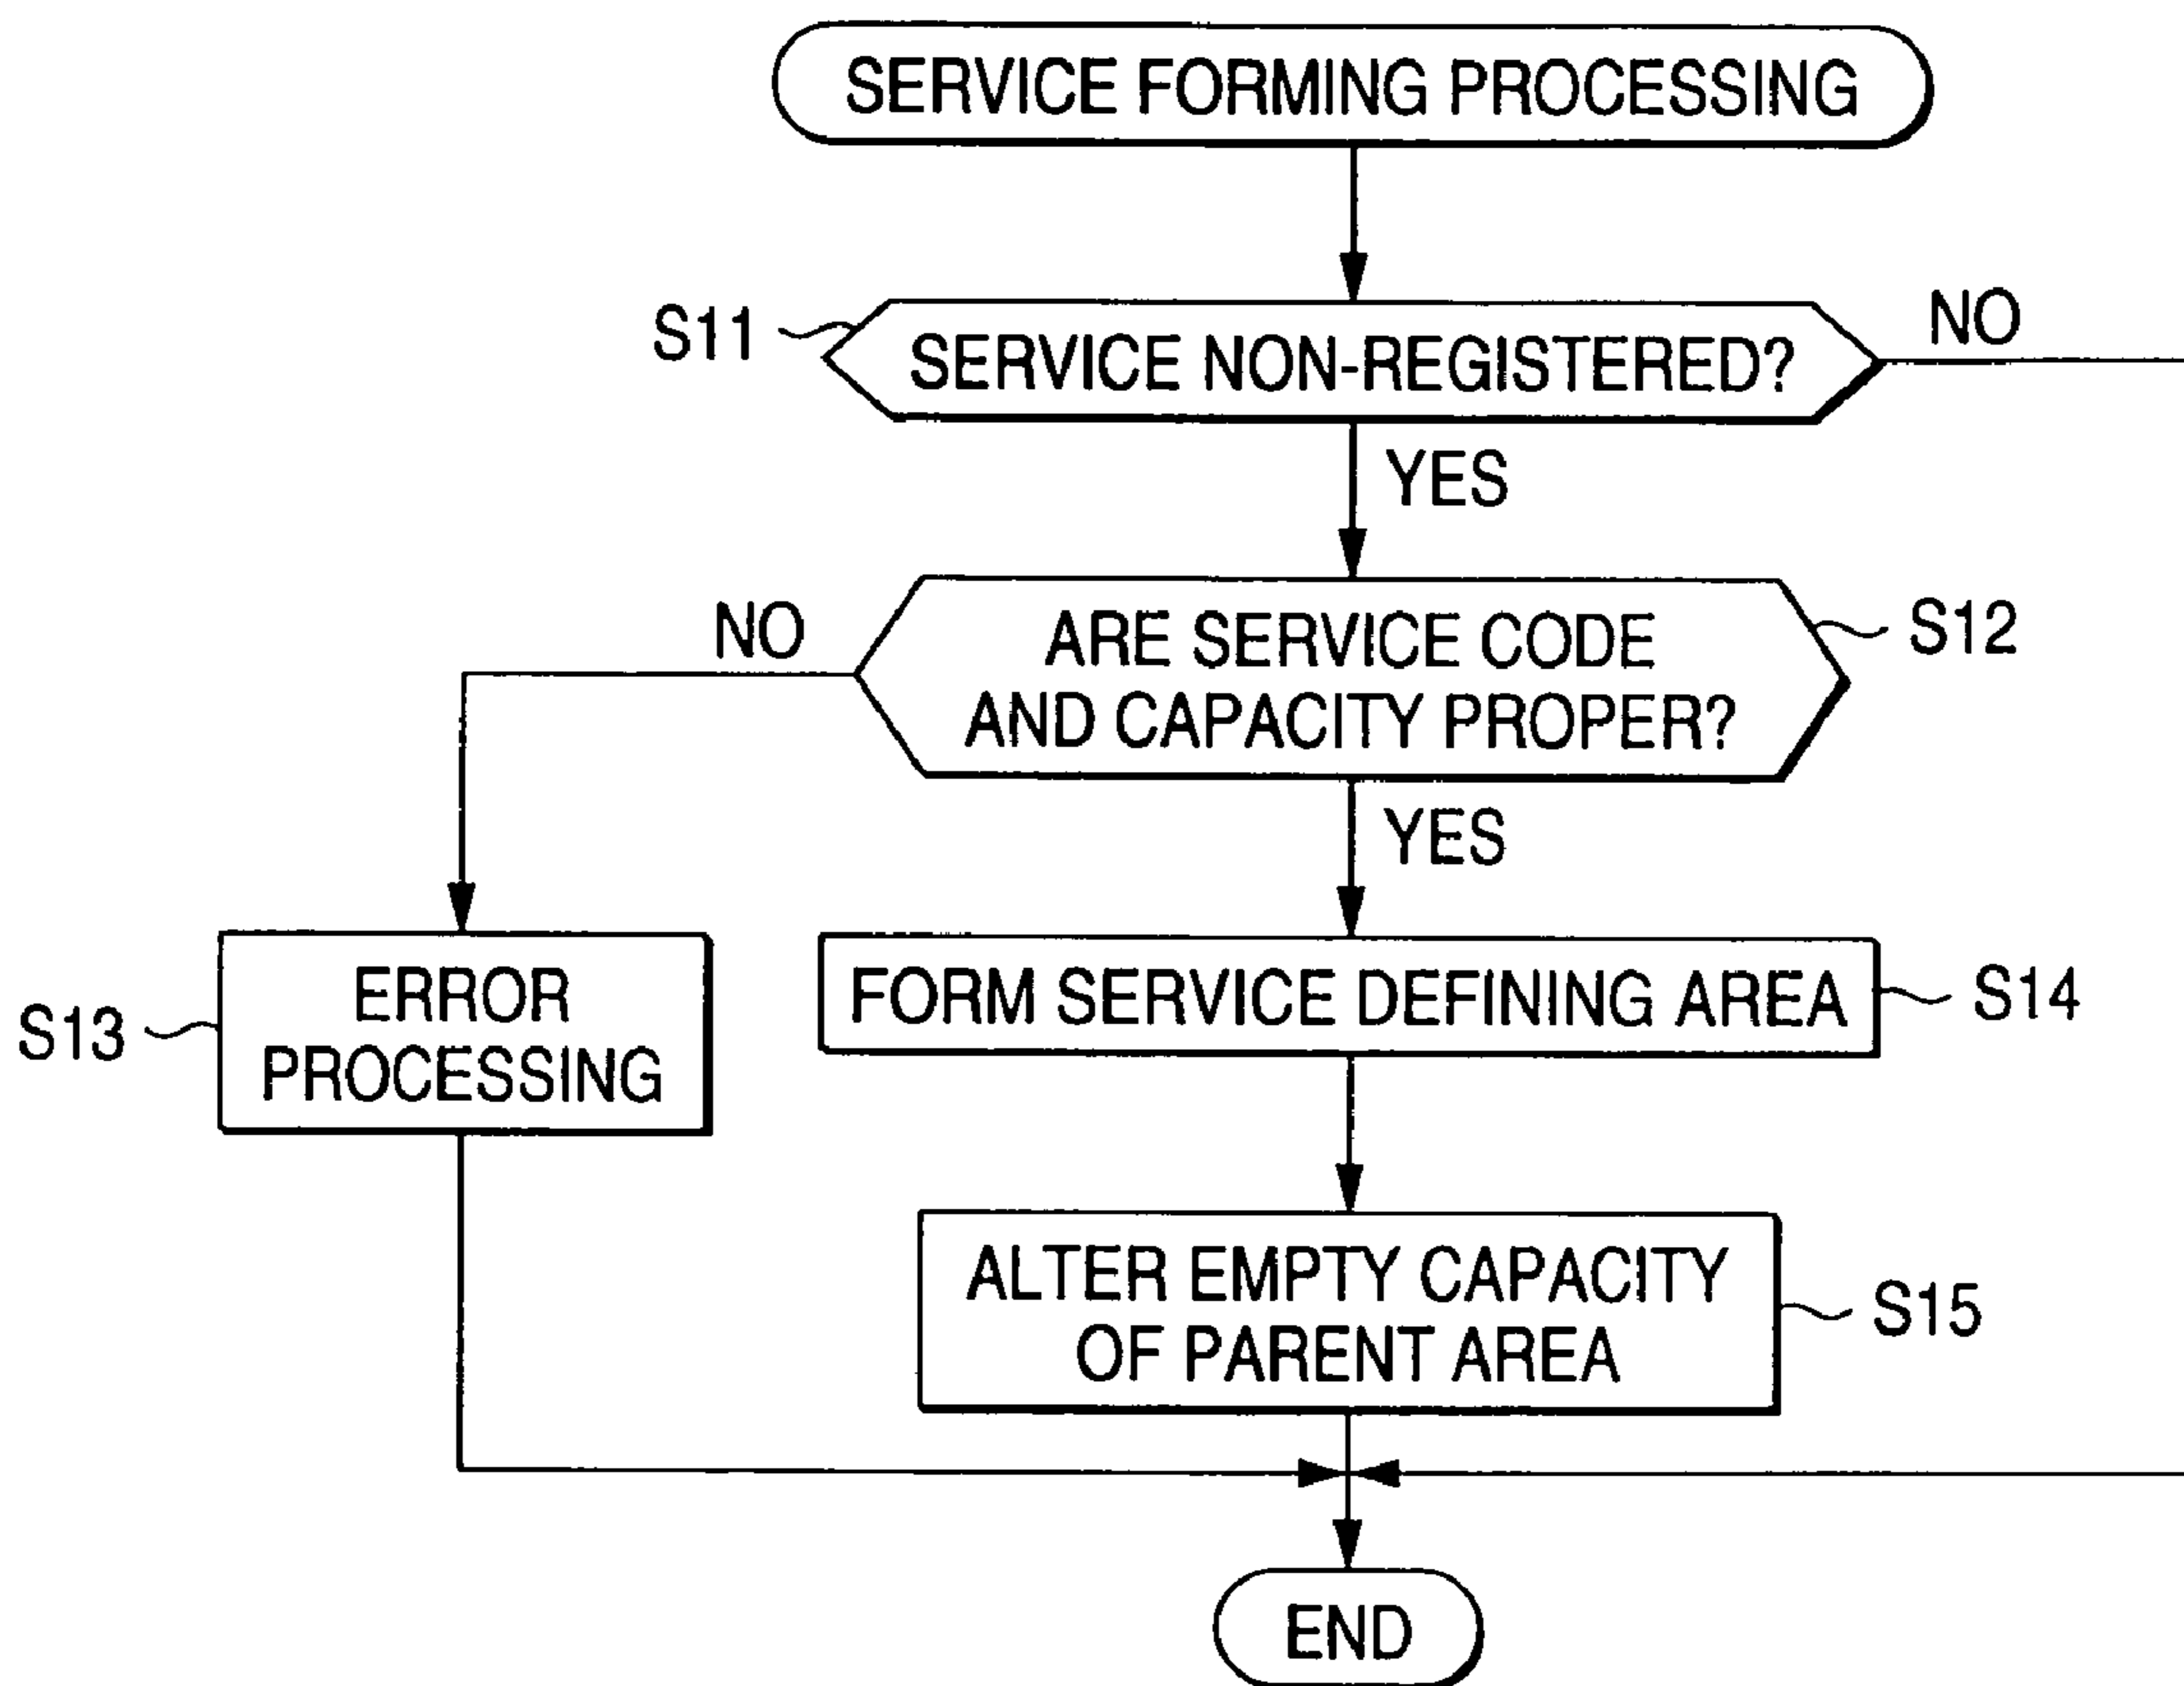 SERVICE FORMING PROCESSING
S11
SERVICE NON-REGISTERED?
NO
YES
NO
ARE SERVICE CODE
AND CAPACITY PROPER?
S12
YES
S13
ERROR
PROCESSING
FORM SERVICE DEFINING AREA
S14
ALTER EMPTY CAPACITY
OF PARENT AREA
S15
END